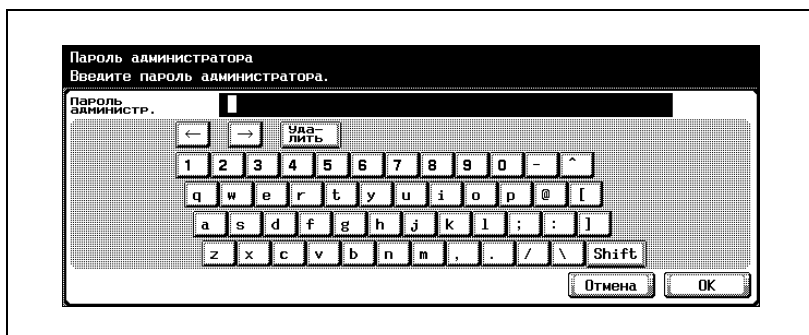 Пароль администратора
Введите пароль администратора.
Пароль
администр.
← → Уда-
лить
1 2 3 4 5 6 7 8 9 0 - ^
q w e r t y u i o p @ [
a s d f g h j k l ; : ]
z x c v b n m , . / \ Shift
Отмена OK